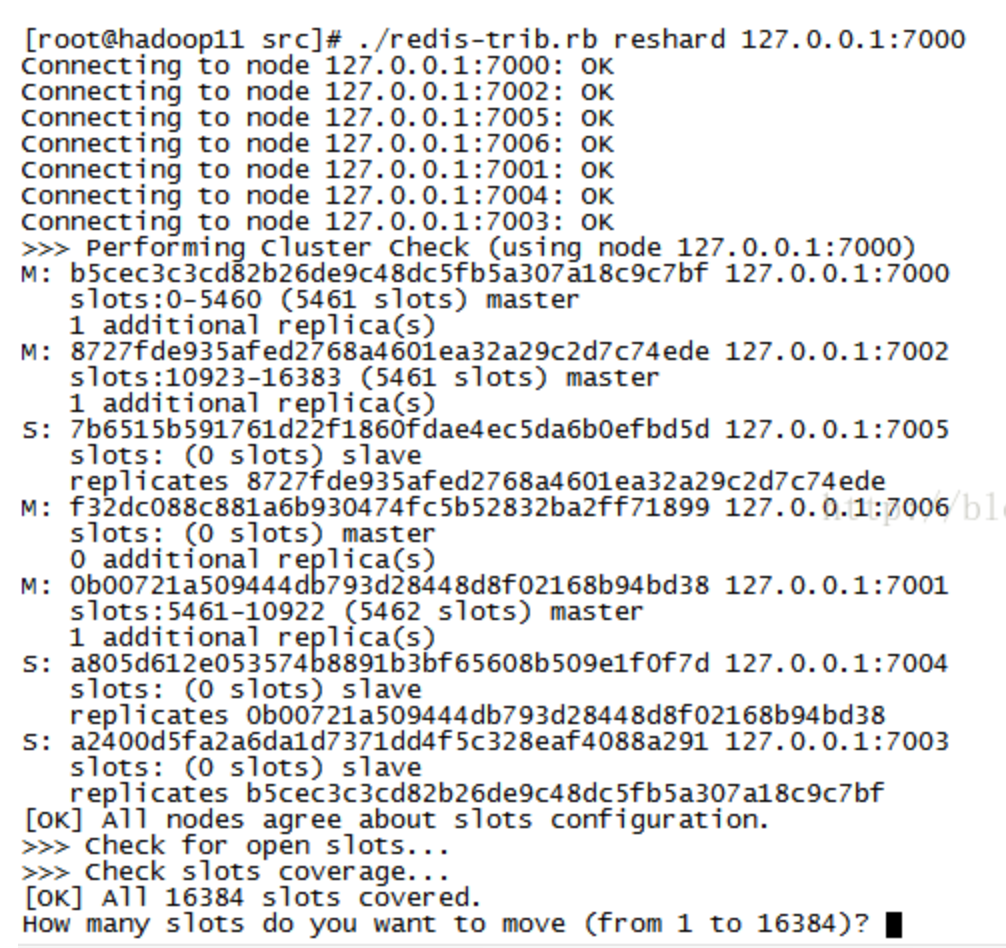 [root@hadoop11 src]# ./redis-trib.rb reshard 127.0.0.1:7000
Connecting to node 127.0.0.1:7000: OK
Connecting to node 127.0.0.1:7002: OK
Connecting to node 127.0.0.1:7005: OK
Connecting to node 127.0.0.1:7006: OK
Connecting to node 127.0.0.1:7001: OK
Connecting to node 127.0.0.1:7004: OK
Connecting to node 127.0.0.1:7003: OK
>>> Performing Cluster Check (using node 127.0.0.1:7000)
M: b5cec3c3cd82b26de9c48dc5fb5a307a18c9c7bf 127.0.0.1:7000
   slots:0-5460 (5461 slots) master
   1 additional replica(s)
M: 8727fde935afed2768a4601ea32a29c2d7c74ede 127.0.0.1:7002
   slots:10923-16383 (5461 slots) master
   1 additional replica(s)
S: 7b6515b591761d22f1860fdae4ec5da6b0efbd5d 127.0.0.1:7005
   slots: (0 slots) slave
   replicates 8727fde935afed2768a4601ea32a29c2d7c74ede
M: f32dc088c881a6b930474fc5b52832ba2ff71899 127.0.0.1:7006
http://blo
   slots: (0 slots) master
   0 additional replica(s)
M: 0b00721a509444db793d28448d8f02168b94bd38 127.0.0.1:7001
   slots:5461-10922 (5462 slots) master
   1 additional replica(s)
S: a805d612e053574b8891b3bf65608b509e1f0f7d 127.0.0.1:7004
   slots: (0 slots) slave
   replicates 0b00721a509444db793d28448d8f02168b94bd38
S: a2400d5fa2a6da1d7371dd4f5c328eaf4088a291 127.0.0.1:7003
   slots: (0 slots) slave
   replicates b5cec3c3cd82b26de9c48dc5fb5a307a18c9c7bf
[OK] All nodes agree about slots configuration.
>>> Check for open slots...
>>> Check slots coverage...
[OK] All 16384 slots covered.
How many slots do you want to move (from 1 to 16384)?